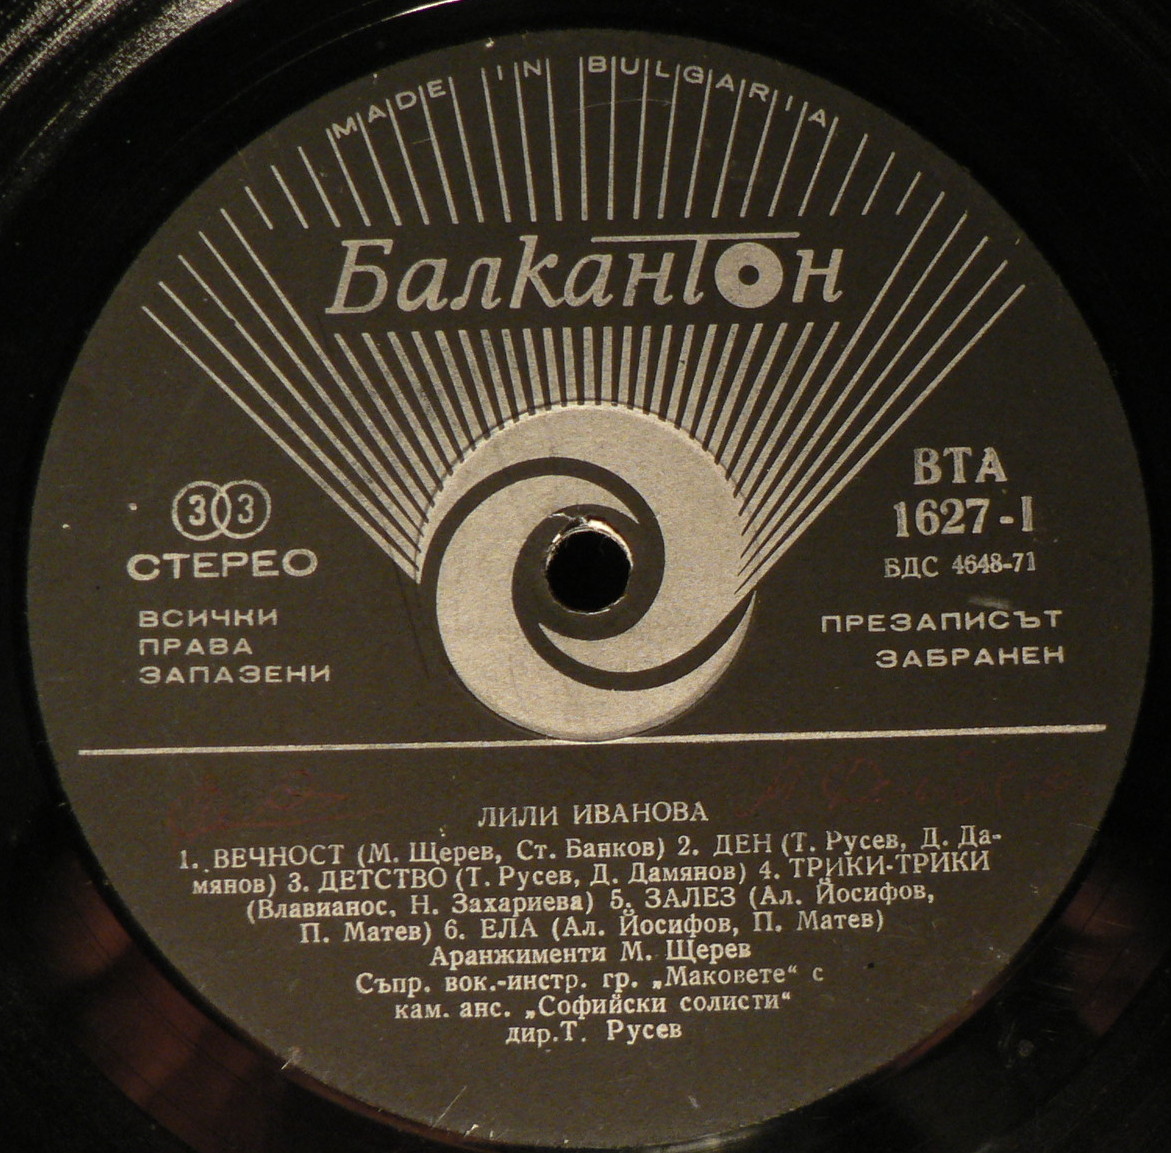 MADE IN BULGARIA
Балкантон
33
СТЕРЕО
ВСИЧКИ
ПРАВА
ЗАПАЗЕНИ
ВТА
1627-I
БДС 4648-71
ПРЕЗАПИСЪТ
ЗАБРАНЕН
ЛИЛИ ИВАНОВА
1. ВЕЧНОСТ (М. Щерев, Ст. Банков) 2. ДЕН (Т. Русев, Д. Да-
мянов) 3. ДЕТСТВО (Т. Русев, Д. Дамянов) 4. ТРИКИ-ТРИКИ
(Влавианос, Н. Захариева) 5. ЗАЛЕЗ (Ал. Йосифов,
П. Матев) 6. ЕЛА (Ал. Йосифов, П. Матев)
Аранжименти М. Щерев
Съпр. вок.-инстр. гр. „Маковете“ с
кам. анс. „Софийски солисти“
дир.Т. Русев